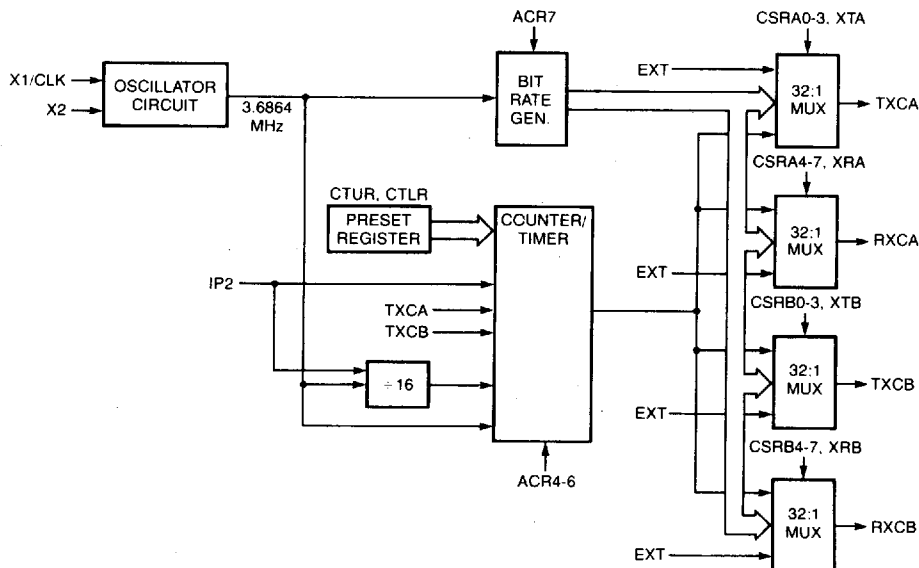 ACR7
CSRA0-3, XTA
X1/CLK
X2
OSCILLATOR
CIRCUIT
3.6864
MHz
BIT
RATE
GEN.
EXT
32:1
MUX
TXCA
CSRA4-7, XRA
CTUR, CTLR
PRESET
REGISTER
COUNTER/
TIMER
32:1
MUX
RXCA
EXT
IP2
TXCA
TXCB
CSRB0-3, XTB
÷16
32:1
MUX
TXCB
EXT
ACR4-6
CSRB4-7, XRB
32:1
MUX
RXCB
EXT